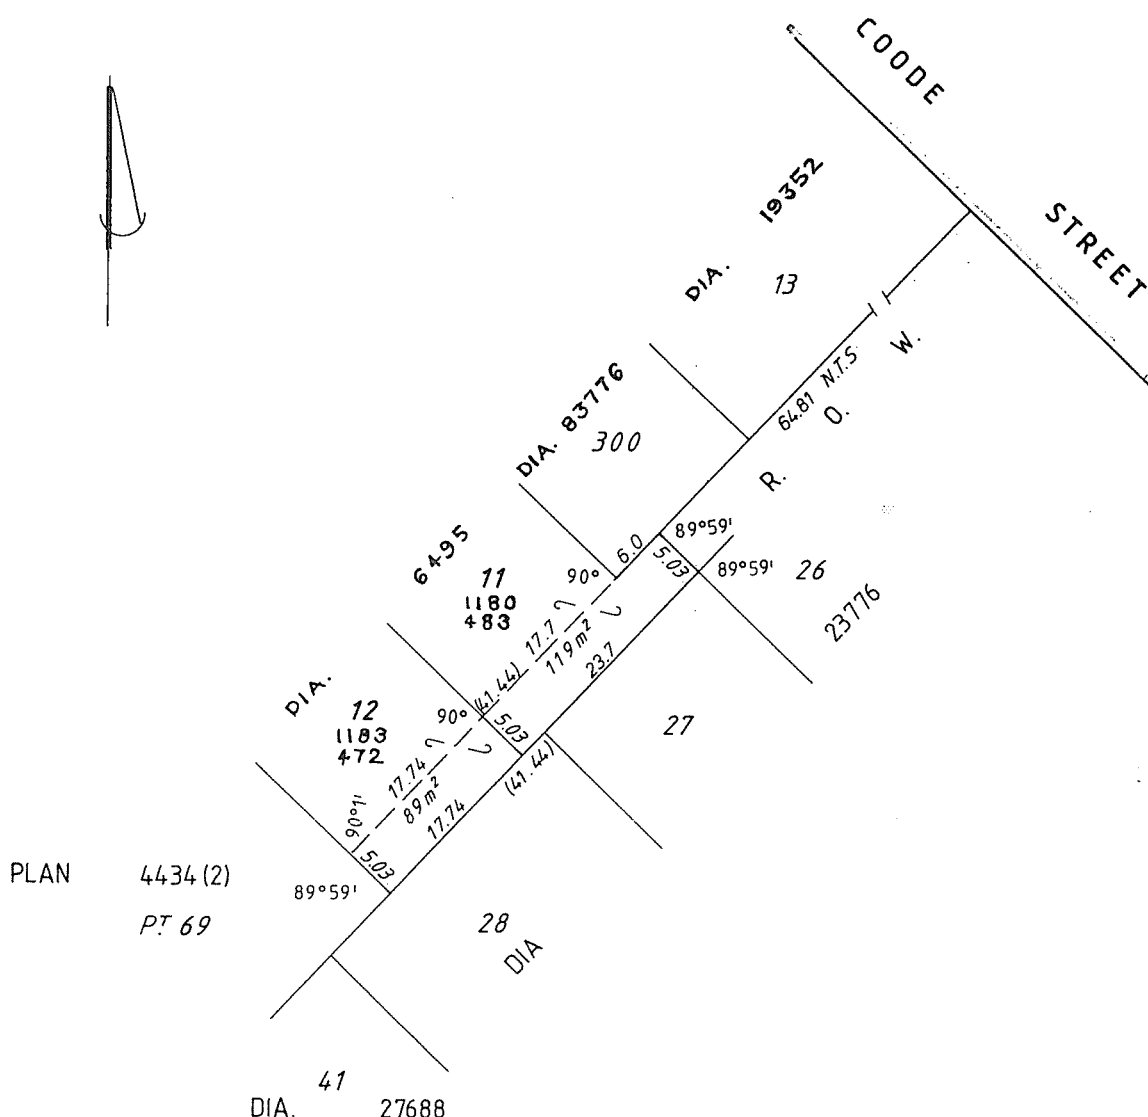 COODE
STREET
DIA. 19352
13
64.81 N.T.S.
R. O. W.
DIA. 83776
300
6.0
89°59'
5.03
89°59'
26
23776
DIA. 6495
11
1180
483
90°
17.7
(41.44)
119m²
23.7
27
12
1183
472
90°
5.03
(41.44)
17.74
89m²
17.74
90°1'
5.03
89°59'
PLAN 4434(2)
PT 69
28
DIA
41
DIA. 27688